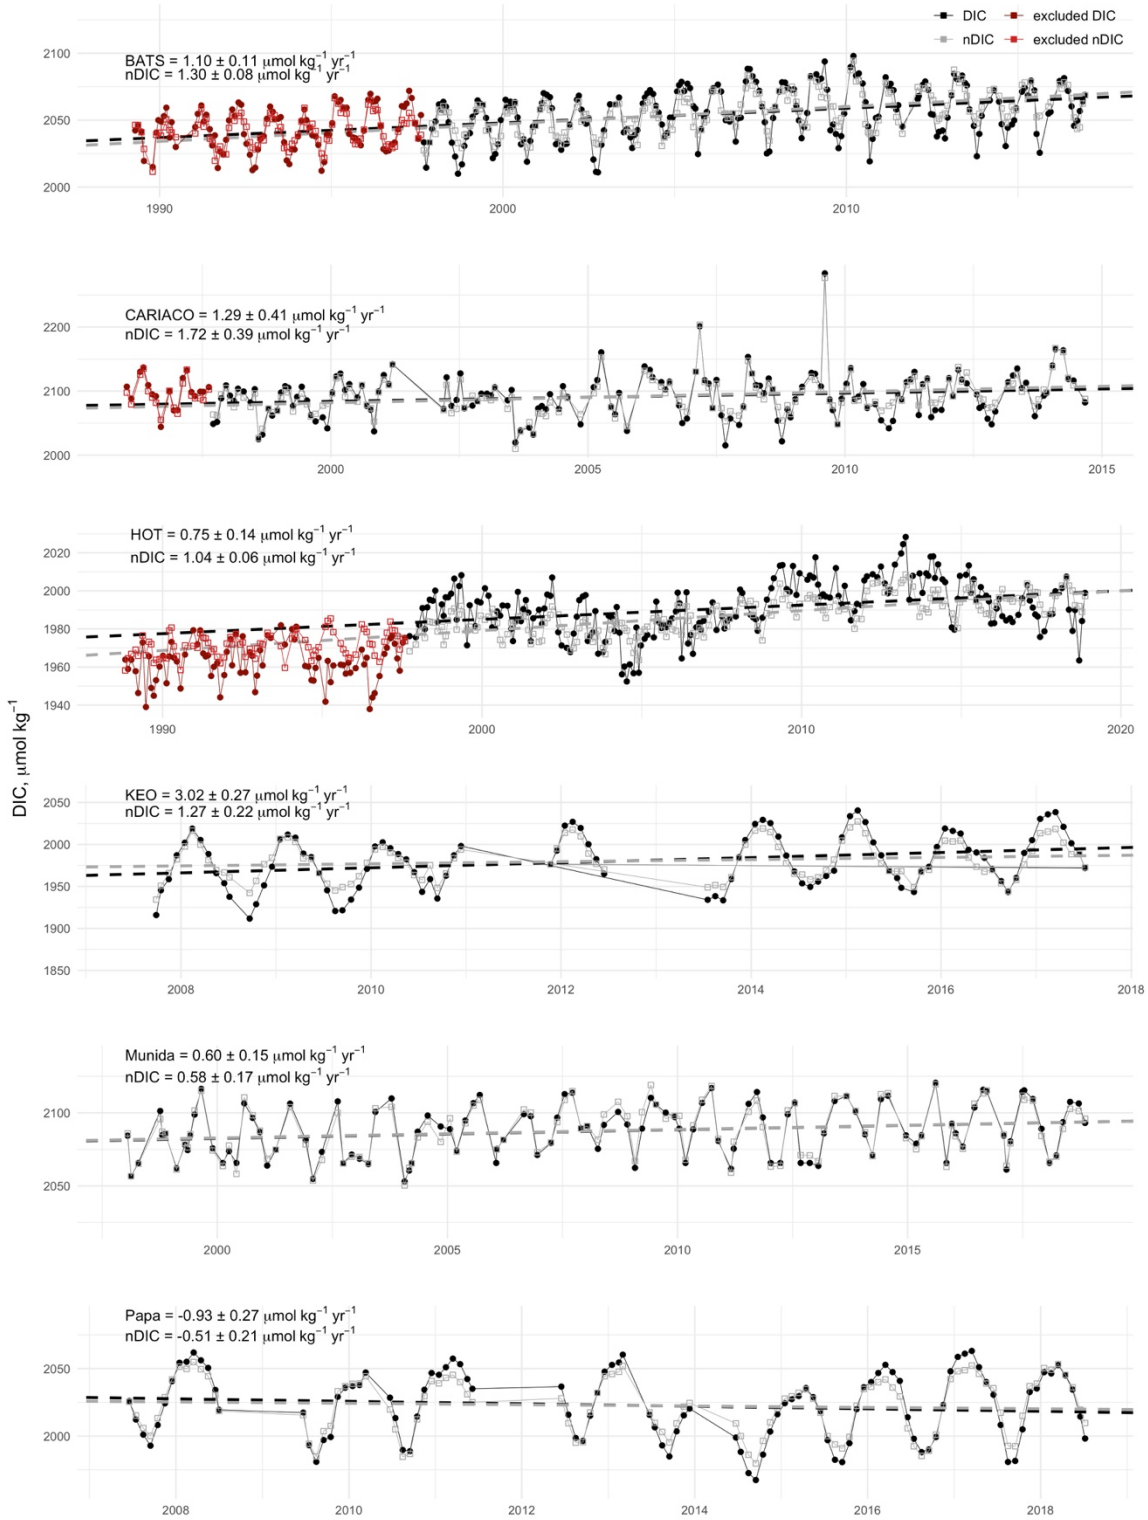 DIC
excluded DIC
nDIC
excluded nDIC
2100
2050
2000
BATS = 1.10 ± 0.11 μmol kg⁻¹ yr⁻¹
nDIC = 1.30 ± 0.08 μmol kg⁻¹ yr⁻¹
1990
2000
2010
2200
2100
2000
CARIACO = 1.29 ± 0.41 μmol kg⁻¹ yr⁻¹
nDIC = 1.72 ± 0.39 μmol kg⁻¹ yr⁻¹
2000
2005
2010
2015
2020
2000
1980
1960
1940
HOT = 0.75 ± 0.14 μmol kg⁻¹ yr⁻¹
nDIC = 1.04 ± 0.06 μmol kg⁻¹ yr⁻¹
1990
2000
2010
2020
DIC, μmol kg⁻¹
2050
2000
1950
1900
1850
KEO = 3.02 ± 0.27 μmol kg⁻¹ yr⁻¹
nDIC = 1.27 ± 0.22 μmol kg⁻¹ yr⁻¹
2008
2010
2012
2014
2016
2018
2100
2050
Munida = 0.60 ± 0.15 μmol kg⁻¹ yr⁻¹
nDIC = 0.58 ± 0.17 μmol kg⁻¹ yr⁻¹
2000
2005
2010
2015
2050
2000
Papa = -0.93 ± 0.27 μmol kg⁻¹ yr⁻¹
nDIC = -0.51 ± 0.21 μmol kg⁻¹ yr⁻¹
2008
2010
2012
2014
2016
2018